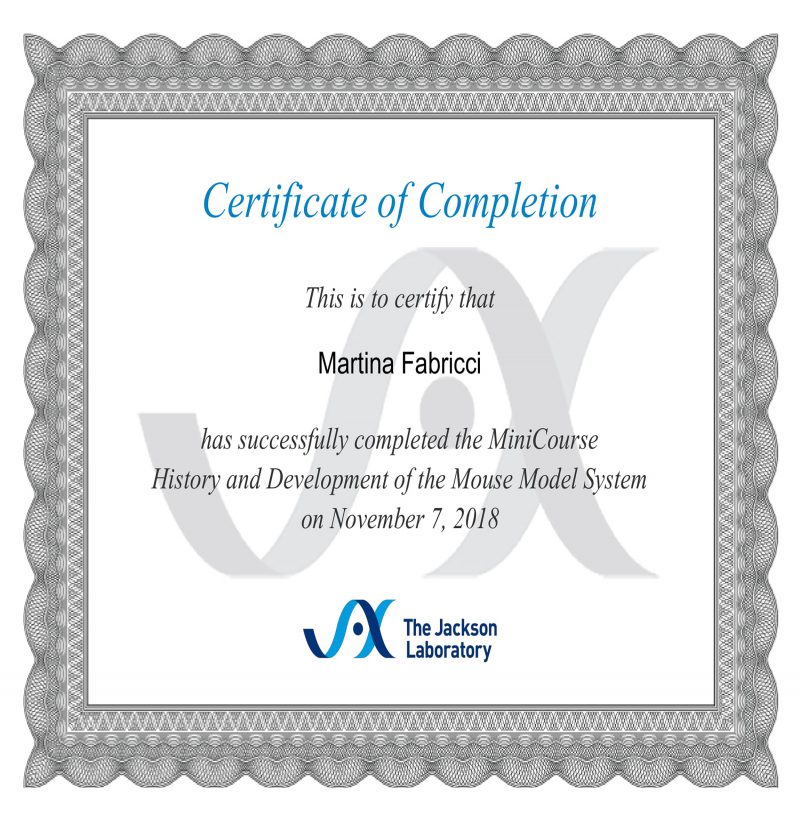 Certificate of Completion
This is to certify that
Martina Fabricci
has successfully completed the MiniCourse
History and Development of the Mouse Model System
on November 7, 2018
The Jackson
Laboratory